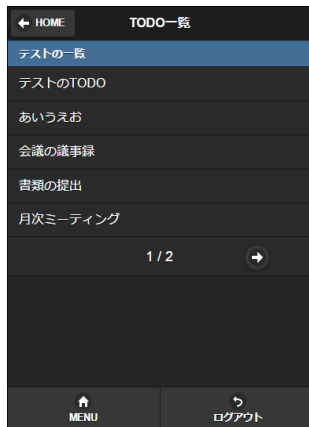 HOME TODO一覧
テストの一覧
テストのTODO
あいうえお
会議の議事録
書類の提出
月次ミーティング
1 / 2
MENU ログアウト